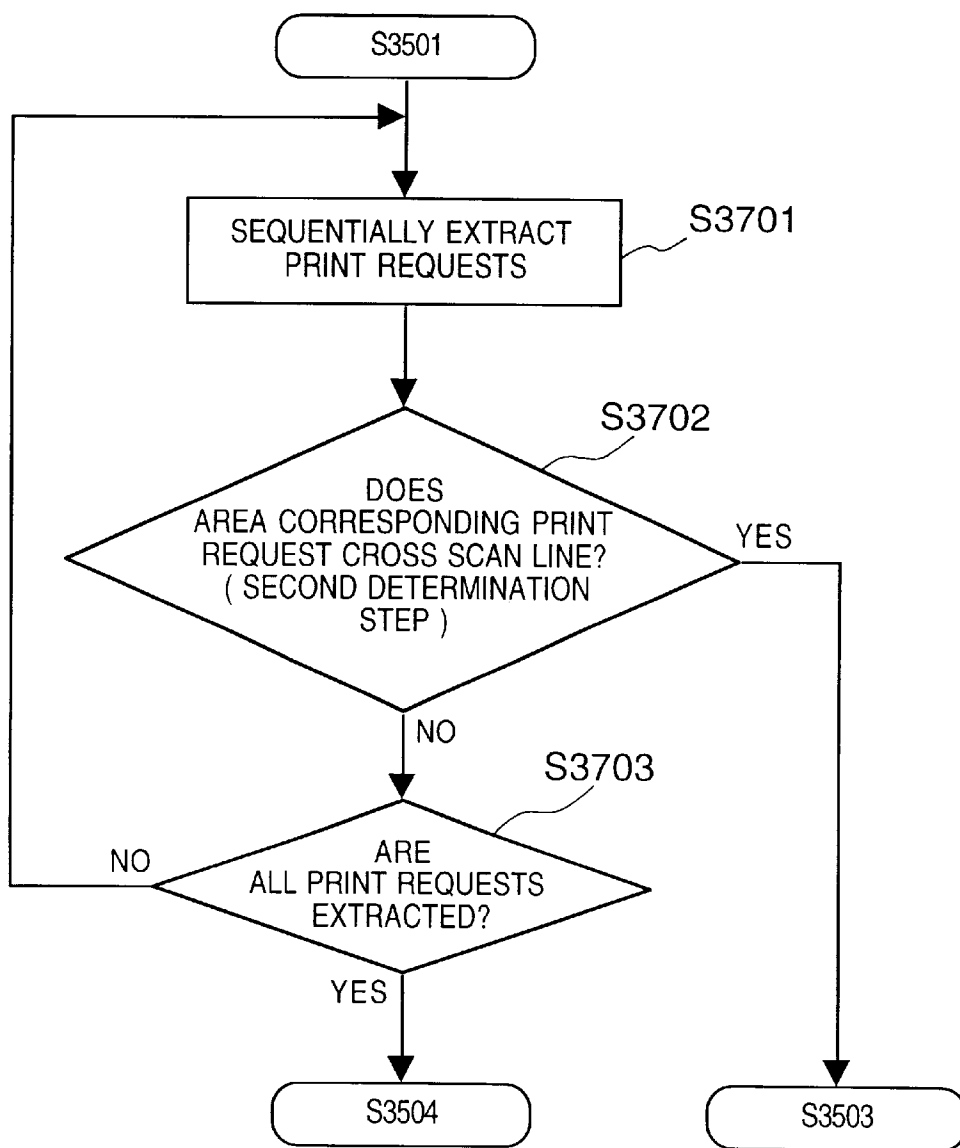 S3501
SEQUENTIALLY EXTRACT
PRINT REQUESTS
S3701
S3702
DOES
AREA CORRESPONDING PRINT
REQUEST CROSS SCAN LINE?
( SECOND DETERMINATION
STEP )
YES
NO
S3703
ARE
ALL PRINT REQUESTS
EXTRACTED?
NO
YES
S3504
S3503